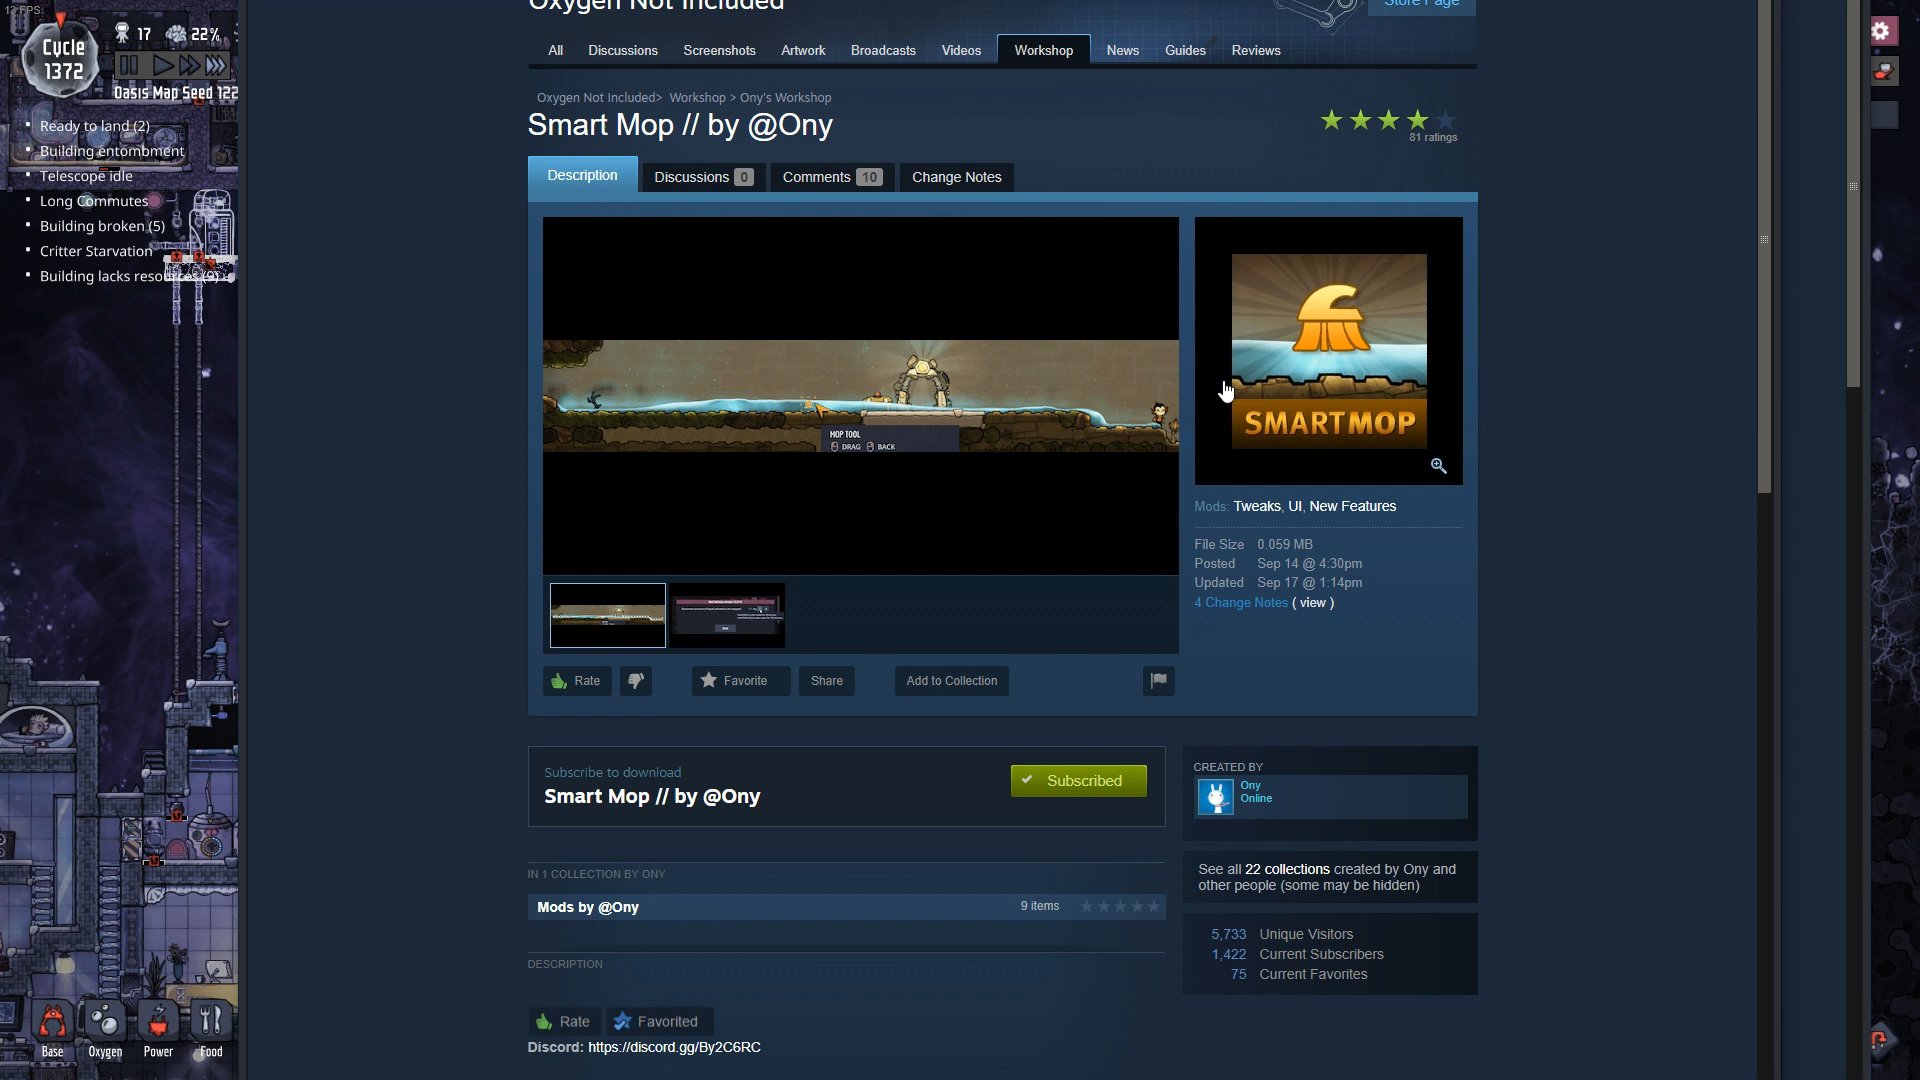 12 FPS
Cycle
1372
17
22%
Oasis Map Seed 122
Ready to land (2)
Building entombment
Telescope idle
Long Commutes
Building broken (5)
Critter Starvation
Building lacks resources (9)
Base
Oxygen
Power
Food
Oxygen Not Included
Store Page
All
Discussions
Screenshots
Artwork
Broadcasts
Videos
Workshop
News
Guides
Reviews
Oxygen Not Included> Workshop > Ony's Workshop
Smart Mop // by @Ony
81 ratings
Description
Discussions 0
Comments 10
Change Notes
MOP TOOL
DRAG BACK
SMARTMOP
Mods: Tweaks, UI, New Features
File Size 0.059 MB
Posted Sep 14 @ 4:30pm
Updated Sep 17 @ 1:14pm
4 Change Notes ( view )
Rate
Favorite
Share
Add to Collection
Subscribe to download
Smart Mop // by @Ony
Subscribed
CREATED BY
Ony
Online
See all 22 collections created by Ony and
other people (some may be hidden)
IN 1 COLLECTION BY ONY
Mods by @Ony
9 items
5,733 Unique Visitors
1,422 Current Subscribers
75 Current Favorites
DESCRIPTION
Rate
Favorited
Discord: https://discord.gg/By2C6RC